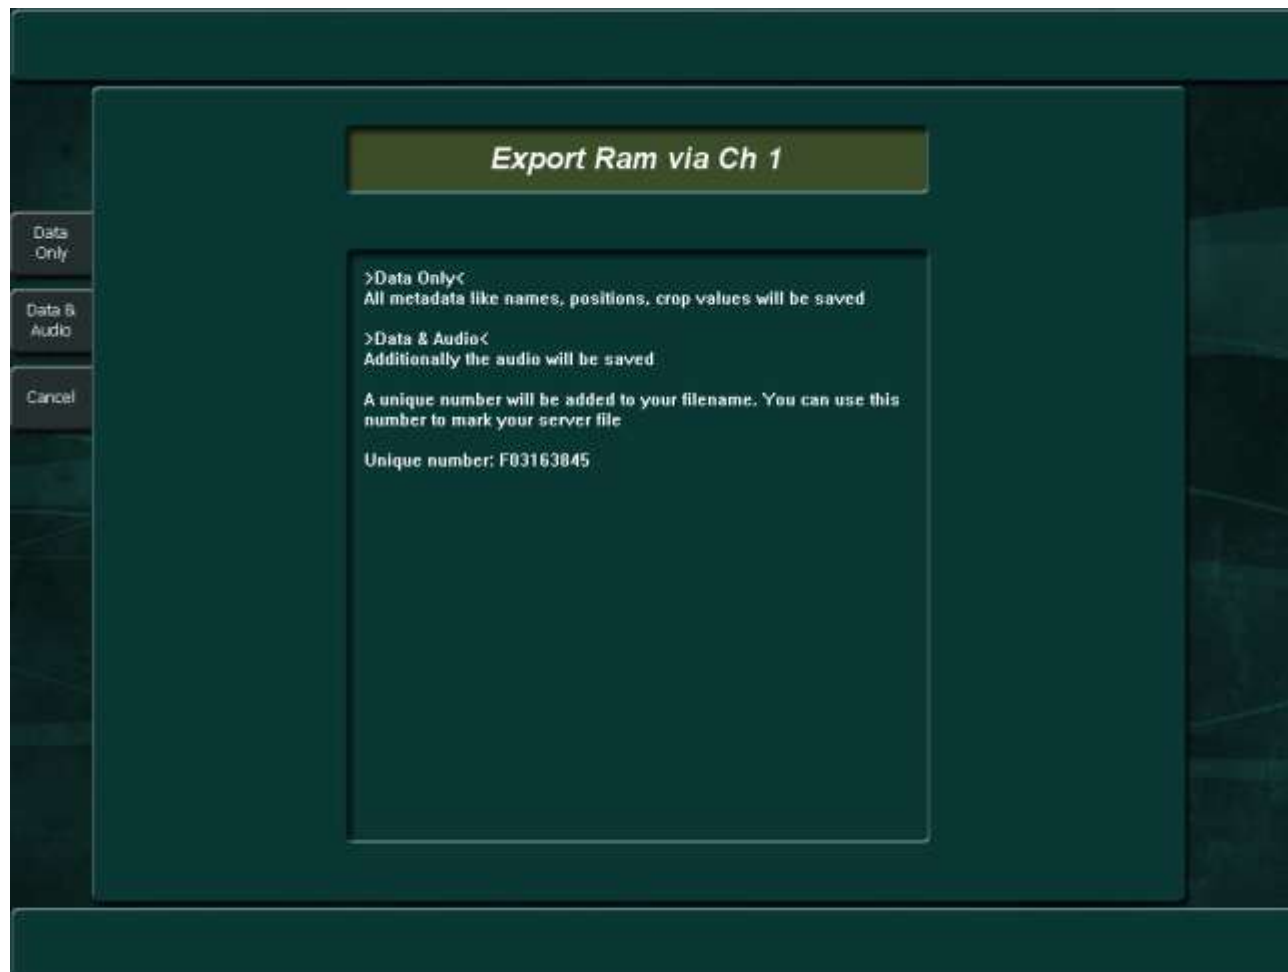 Export Ram via Ch 1
Data
Only
Data &
Audio
Cancel
>Data Only<
All metadata like names, positions, crop values will be saved
>Data & Audio<
Additionally the audio will be saved
A unique number will be added to your filename. You can use this
number to mark your server file
Unique number: F03163845